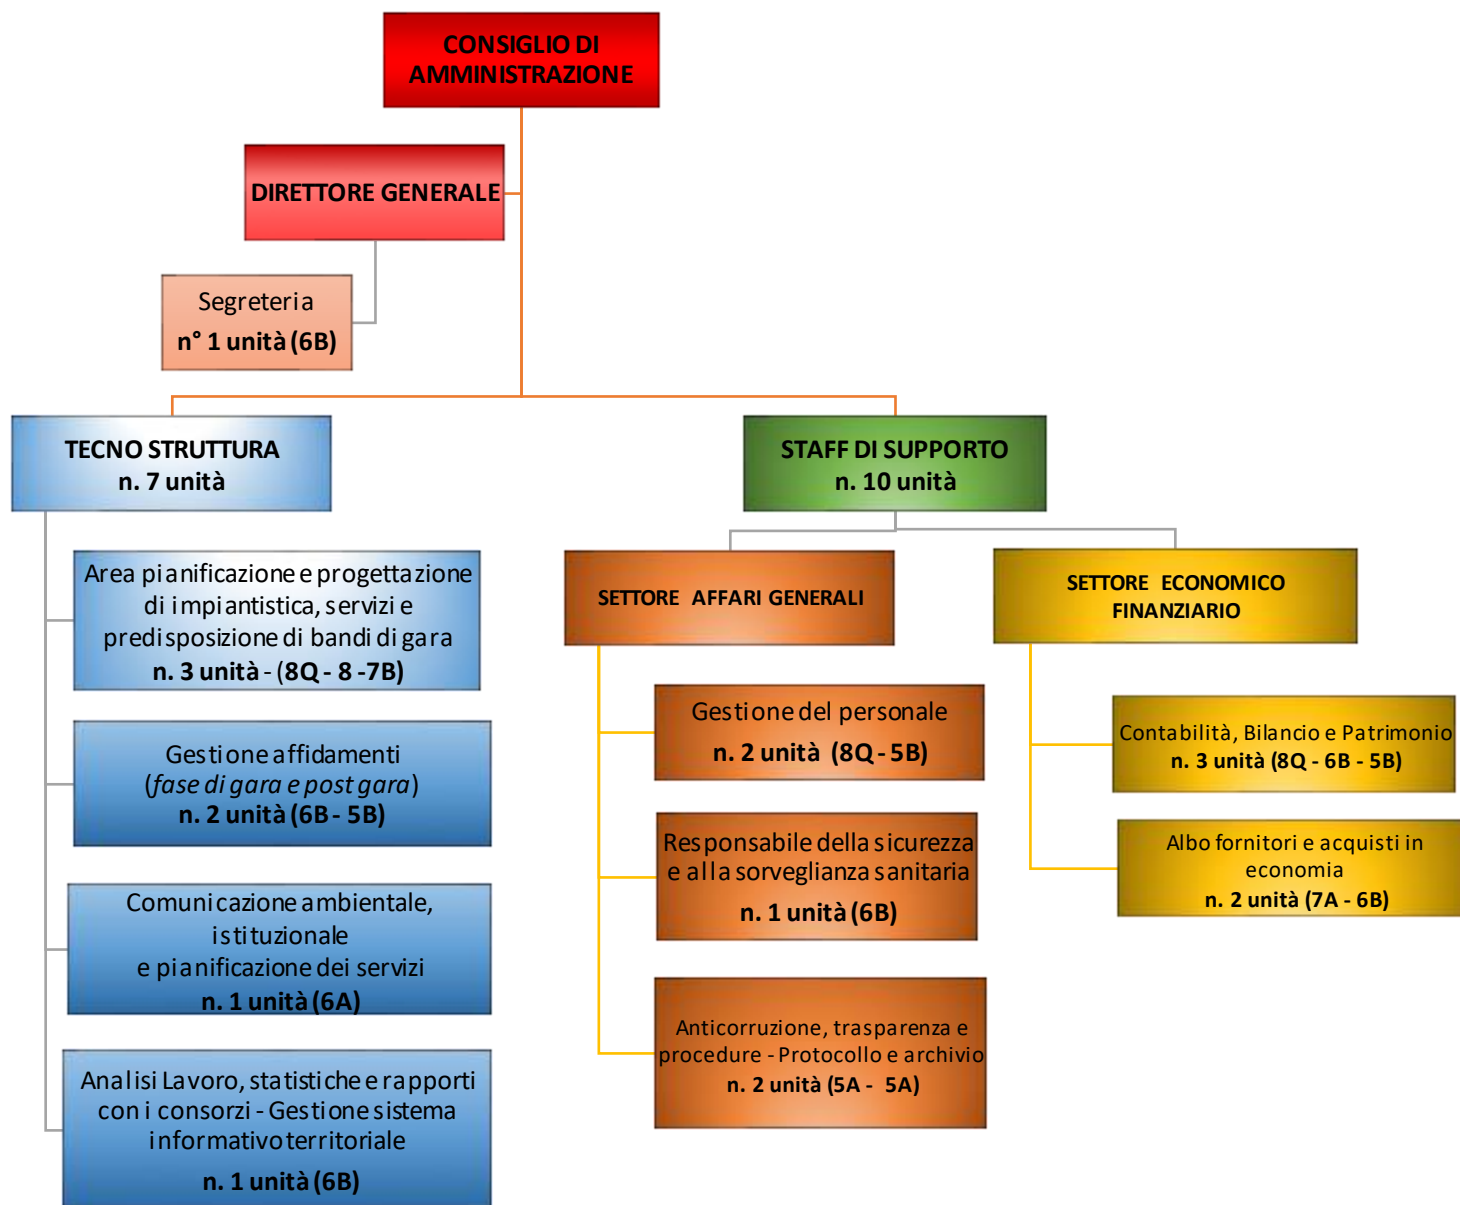 CONSIGLIO DI
AMMINISTRAZIONE
DIRETTORE GENERALE
Segreteria
n° 1 unità (6B)
TECNO STRUTTURA
n. 7 unità
STAFF DI SUPPORTO
n. 10 unità
Area pianificazione e progettazione
di impiantistica, servizi e
predisposizione di bandi di gara
n. 3 unità - (8Q - 8 -7B)
Gestione affidamenti
(fase di gara e post gara)
n. 2 unità (6B - 5B)
Comunicazione ambientale,
istituzionale
e pianificazione dei servizi
n. 1 unità (6A)
Analisi Lavoro, statistiche e rapporti
con i consorzi - Gestione sistema
informativo territoriale
n. 1 unità (6B)
SETTORE AFFARI GENERALI
Gestione del personale
n. 2 unità (8Q - 5B)
Responsabile della sicurezza
e alla sorveglianza sanitaria
n. 1 unità (6B)
Anticorruzione, trasparenza e
procedure - Protocollo e archivio
n. 2 unità (5A - 5A)
SETTORE ECONOMICO
FINANZIARIO
Contabilità, Bilancio e Patrimonio
n. 3 unità (8Q - 6B - 5B)
Albo fornitori e acquisti in
economia
n. 2 unità (7A - 6B)